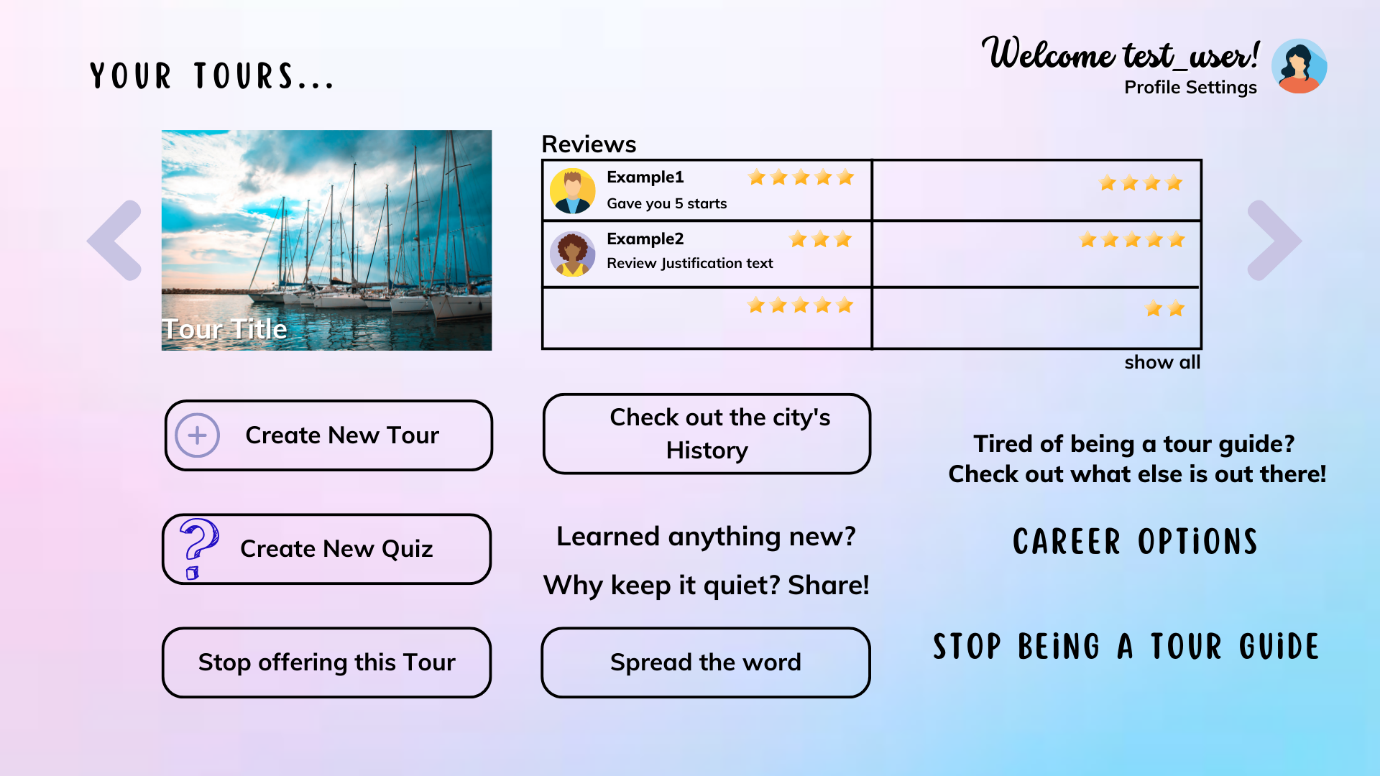 YOUR TOURS...
Welcome test_user!
Profile Settings
Tour Title
Reviews
Example1
Gave you 5 starts
Example2
Review Justification text
show all
Create New Tour
Check out the city's
History
Tired of being a tour guide?
Check out what else is out there!
Create New Quiz
Learned anything new?
Why keep it quiet? Share!
CAREER OPTIONS
Stop offering this Tour
Spread the word
STOP BEING A TOUR GUIDE